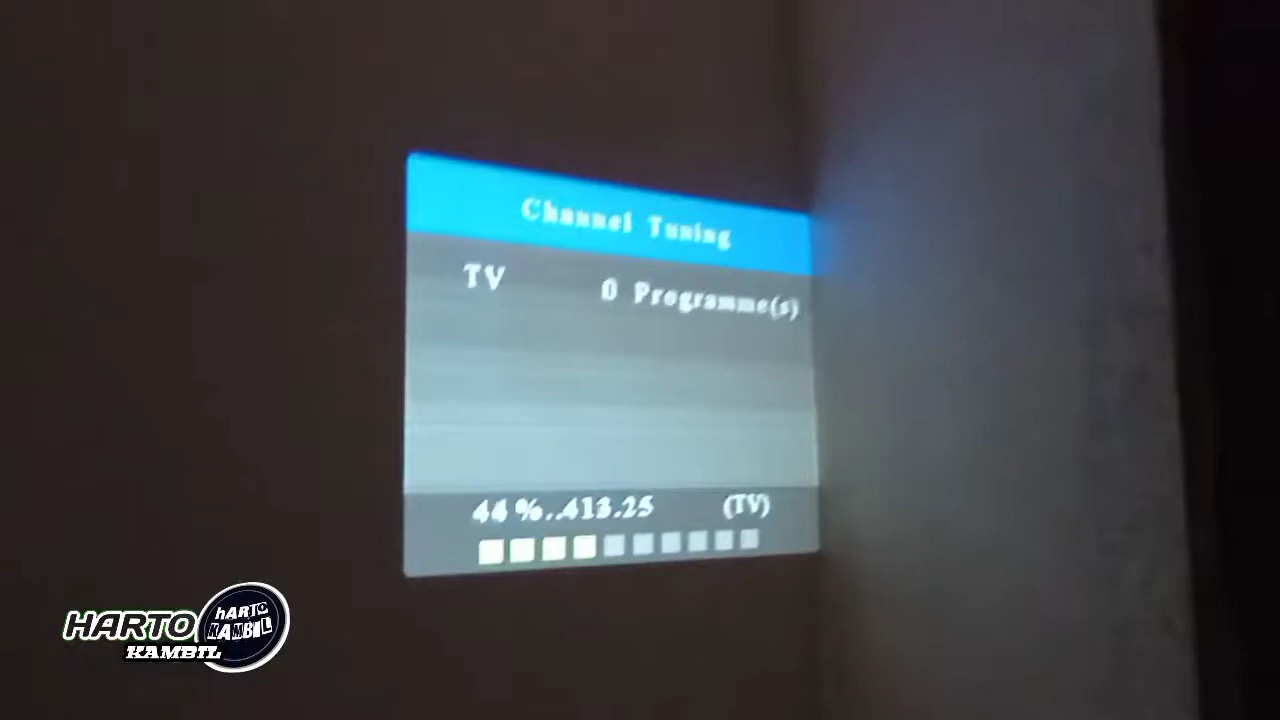 Channel Tuning
TV 0 Programme(s)
44 %..413.25 (TV)
HARTO
KAMBIL
HARTO
KAMBIL